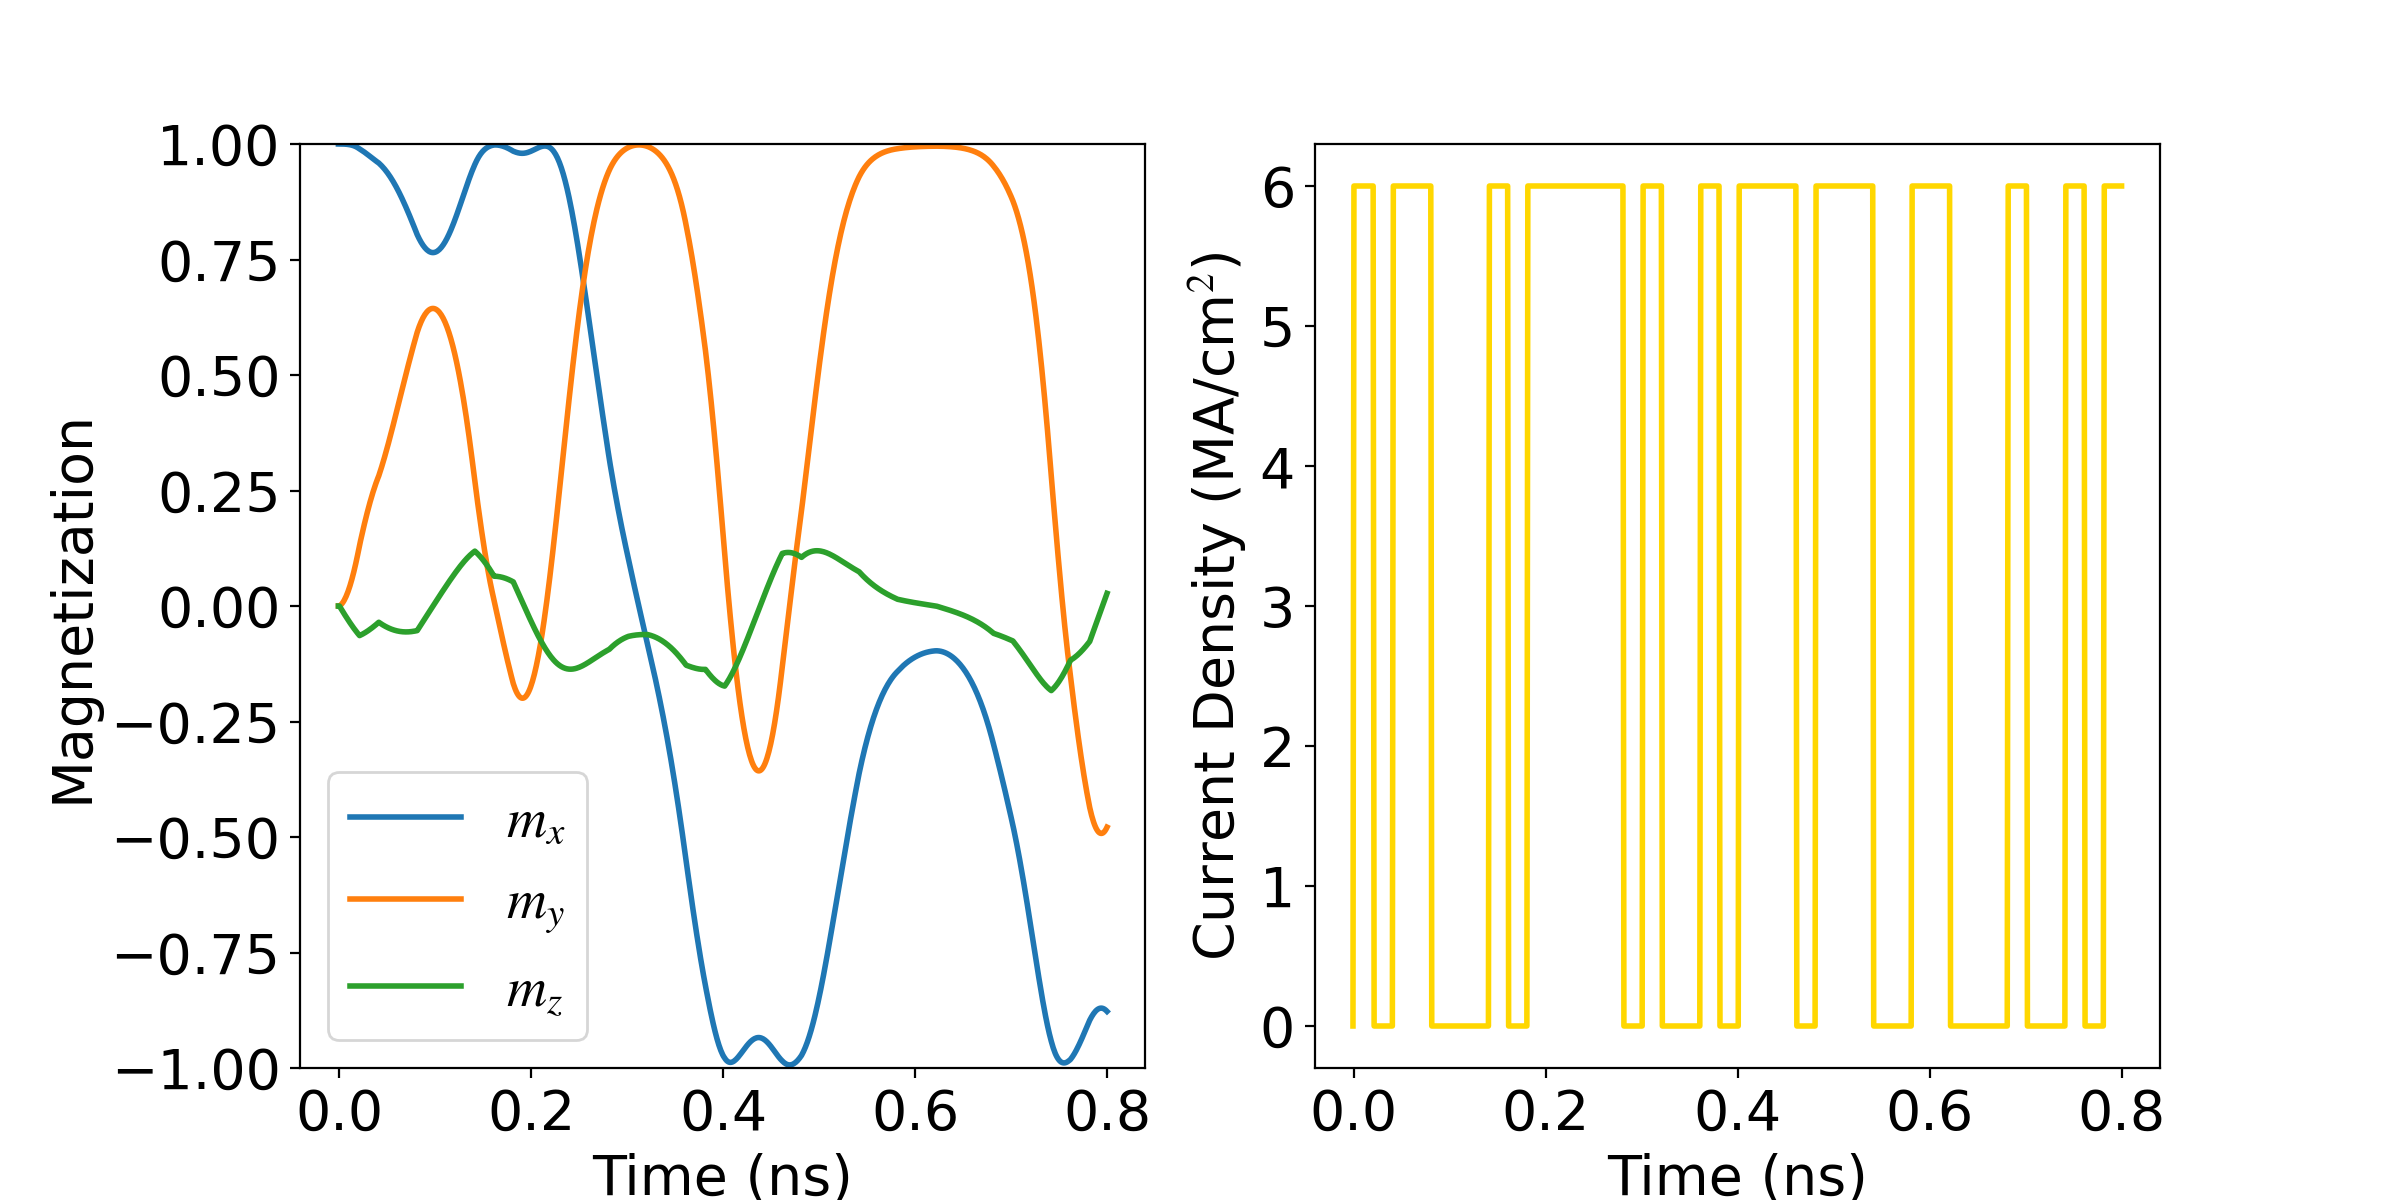 Magnetization
1.00
0.75
0.50
0.25
0.00
−0.25
−0.50
−0.75
−1.00
0.0 0.2 0.4 0.6 0.8
Time (ns)
m_x
m_y
m_z
Current Density (MA/cm²)
6
5
4
3
2
1
0
0.0 0.2 0.4 0.6 0.8
Time (ns)